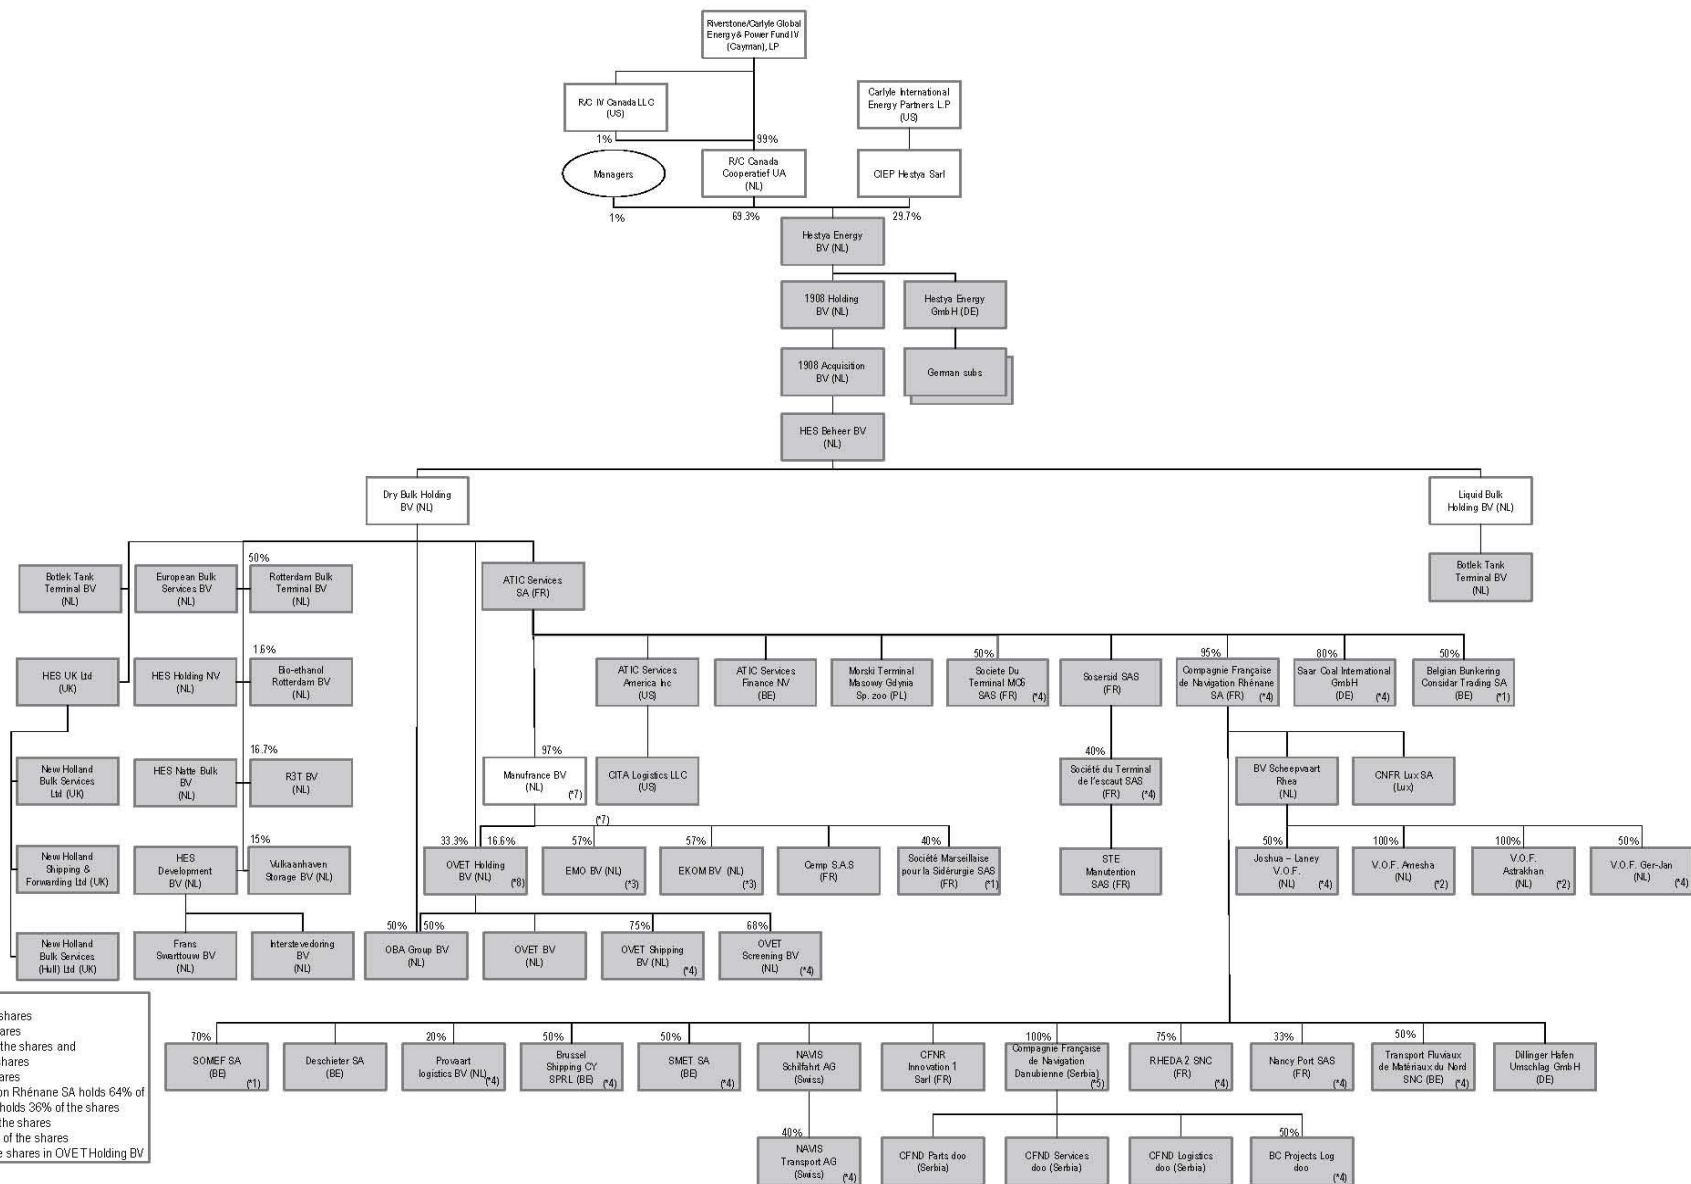 Riverstone/Carlyle Global
Energy & Power Fund IV
(Cayman), LP
R/C IV Canada LLC
(US)
Carlyle International
Energy Partners L.P
(US)
1%
99%
Managers
R/C Canada
Cooperatief UA
(NL)
CIEP Hestya Sarl
1%
69.3%
29.7%
Hestya Energy
BV (NL)
1908 Holding
BV (NL)
Hestya Energy
GmbH (DE)
1908 Acquisition
BV (NL)
German subs
HES Beheer BV
(NL)
Dry Bulk Holding
BV (NL)
Liquid Bulk
Holding BV (NL)
Botlek Tank
Terminal BV
(NL)
European Bulk
Services BV
(NL)
50%
Rotterdam Bulk
Terminal BV
(NL)
ATIC Services
SA (FR)
Botlek Tank
Terminal BV
(NL)
HES UK Ltd
(UK)
HES Holding NV
(NL)
1.6%
Bio-ethanol
Rotterdam BV
(NL)
ATIC Services
America Inc
(US)
ATIC Services
Finance NV
(BE)
Morski Terminal
Masowy Gdynia
Sp. zoo (PL)
50%
Societe Du
Terminal MC6
SAS (FR)
(*4)
Sosersid SAS
(FR)
95%
Compagnie Française
de Navigation Rhénane
SA (FR)
(*4)
80%
Saar Coal International
GmbH
(DE)
(*4)
50%
Belgian Bunkering
Considar Trading SA
(BE)
(*1)
New Holland
Bulk Services
Ltd (UK)
HES Natte Bulk
BV
(NL)
16.7%
R3T BV
(NL)
97%
Manufrance BV
(NL)
(*7)
CITA Logistics LLC
(US)
40%
Société du Terminal
de l'escaut SAS
(FR)
(*4)
BV Scheepvaart
Rhea
(NL)
CNFR Lux SA
(Lux)
(*7)
New Holland
Shipping &
Forwarding Ltd (UK)
HES
Development
BV (NL)
15%
Vulkaanhaven
Storage BV (NL)
33.3%
16.6%
OVET Holding
BV (NL)
(*8)
57%
EMO BV (NL)
(*3)
57%
EKOM BV (NL)
(*3)
Cemp S.A.S
(FR)
40%
Société Marseillaise
pour la Sidérurgie SAS
(FR)
(*1)
STE
Manutention
SAS (FR)
50%
Joshua – Laney
V.O.F.
(NL)
(*4)
100%
V.O.F. Amesha
(NL)
(*2)
100%
V.O.F.
Astrakhan
(NL)
(*2)
50%
V.O.F. Ger-Jan
(NL)
(*4)
New Holland
Bulk Services
(Hull) Ltd (UK)
Frans
Swarttouw BV
(NL)
Interstevedoring
BV
(NL)
50%
50%
OBA Group BV
(NL)
OVET BV
(NL)
75%
OVET Shipping
BV (NL)
(*4)
68%
OVET
Screening BV
(NL)
(*4)
shares
ares
the shares and
shares
ares
on Rhénane SA holds 64% of
holds 36% of the shares
the shares
of the shares
e shares in OVET Holding BV
70%
SOMEF SA
(BE)
(*1)
Deschieter SA
(BE)
20%
Provaart
logistics BV (NL)
(*4)
50%
Brussel
Shipping CY
SPRL (BE)
(*4)
50%
SMET SA
(BE)
(*4)
NAVIS
Schilfahrt AG
(Swiss)
CFNR
Innovation 1
Sarl (FR)
100%
Compagnie Française
de Navigation
Danubienne (Serbia)
(*5)
75%
RHEDA 2 SNC
(FR)
(*4)
33%
Nancy Port SAS
(FR)
(*4)
50%
Transport Fluviaux
de Matériaux du Nord
SNC (BE)
(*4)
Dillinger Hafen
Umschlag GmbH
(DE)
40%
NAVIS
Transport AG
(Swiss)
(*4)
CFND Parts doo
(Serbia)
CFND Services
doo (Serbia)
CFND Logistics
doo (Serbia)
50%
BC Projects Log
doo
(*4)